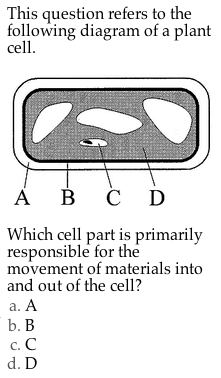 This question refers to the
following diagram of a plant
cell.
A B C D
Which cell part is primarily
responsible for the
movement of materials into
and out of the cell?
a. A
b. B
c. C
d. D